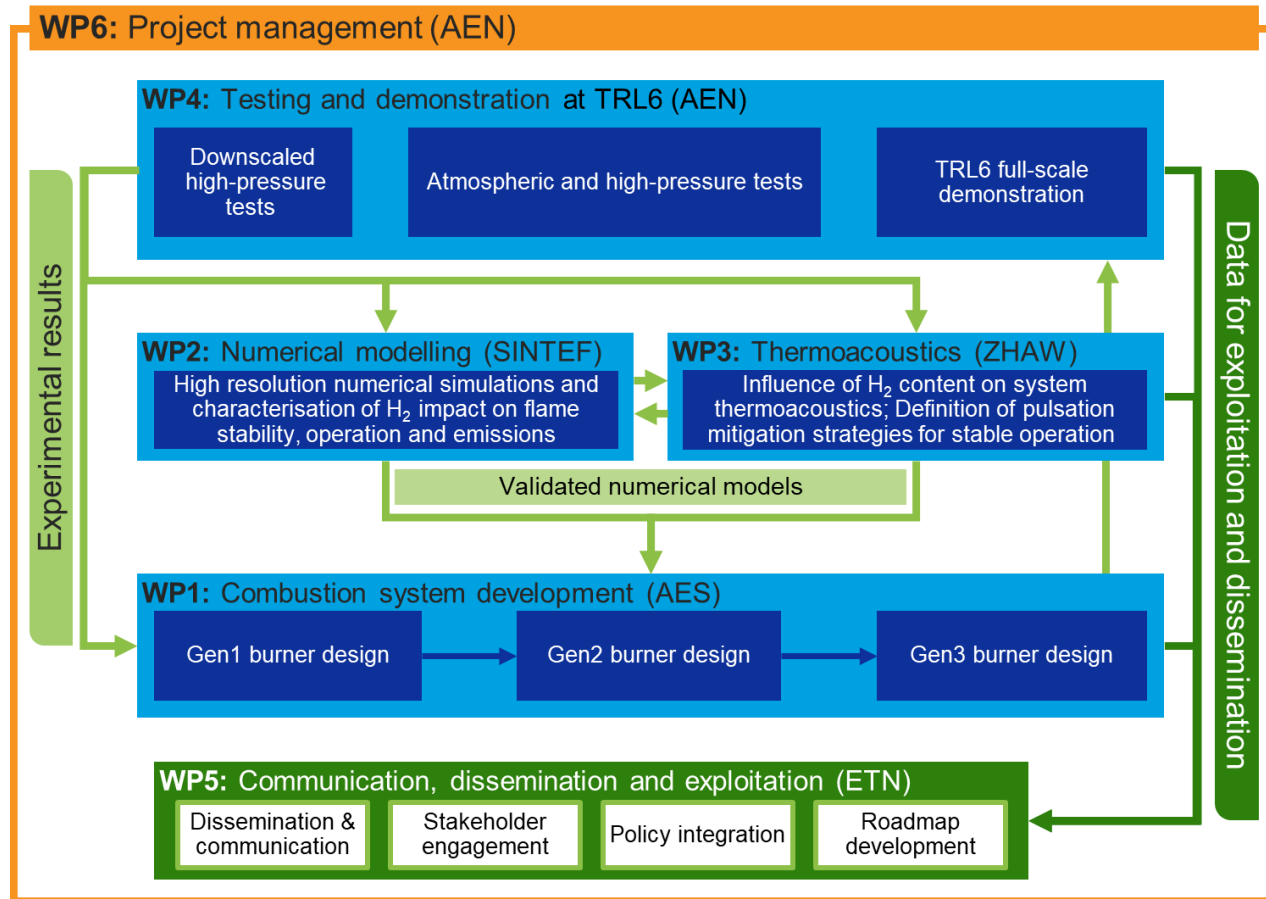 WP6: Project management (AEN)
WP4: Testing and demonstration at TRL6 (AEN)
Downscaled
high-pressure
tests
Atmospheric and high-pressure tests
TRL6 full-scale
demonstration
Experimental results
Data for exploitation and dissemination
WP2: Numerical modelling (SINTEF)
High resolution numerical simulations and
characterisation of H₂ impact on flame
stability, operation and emissions
WP3: Thermoacoustics (ZHAW)
Influence of H₂ content on system
thermoacoustics; Definition of pulsation
mitigation strategies for stable operation
Validated numerical models
WP1: Combustion system development (AES)
Gen1 burner design
Gen2 burner design
Gen3 burner design
WP5: Communication, dissemination and exploitation (ETN)
Dissemination &
communication
Stakeholder
engagement
Policy integration
Roadmap
development